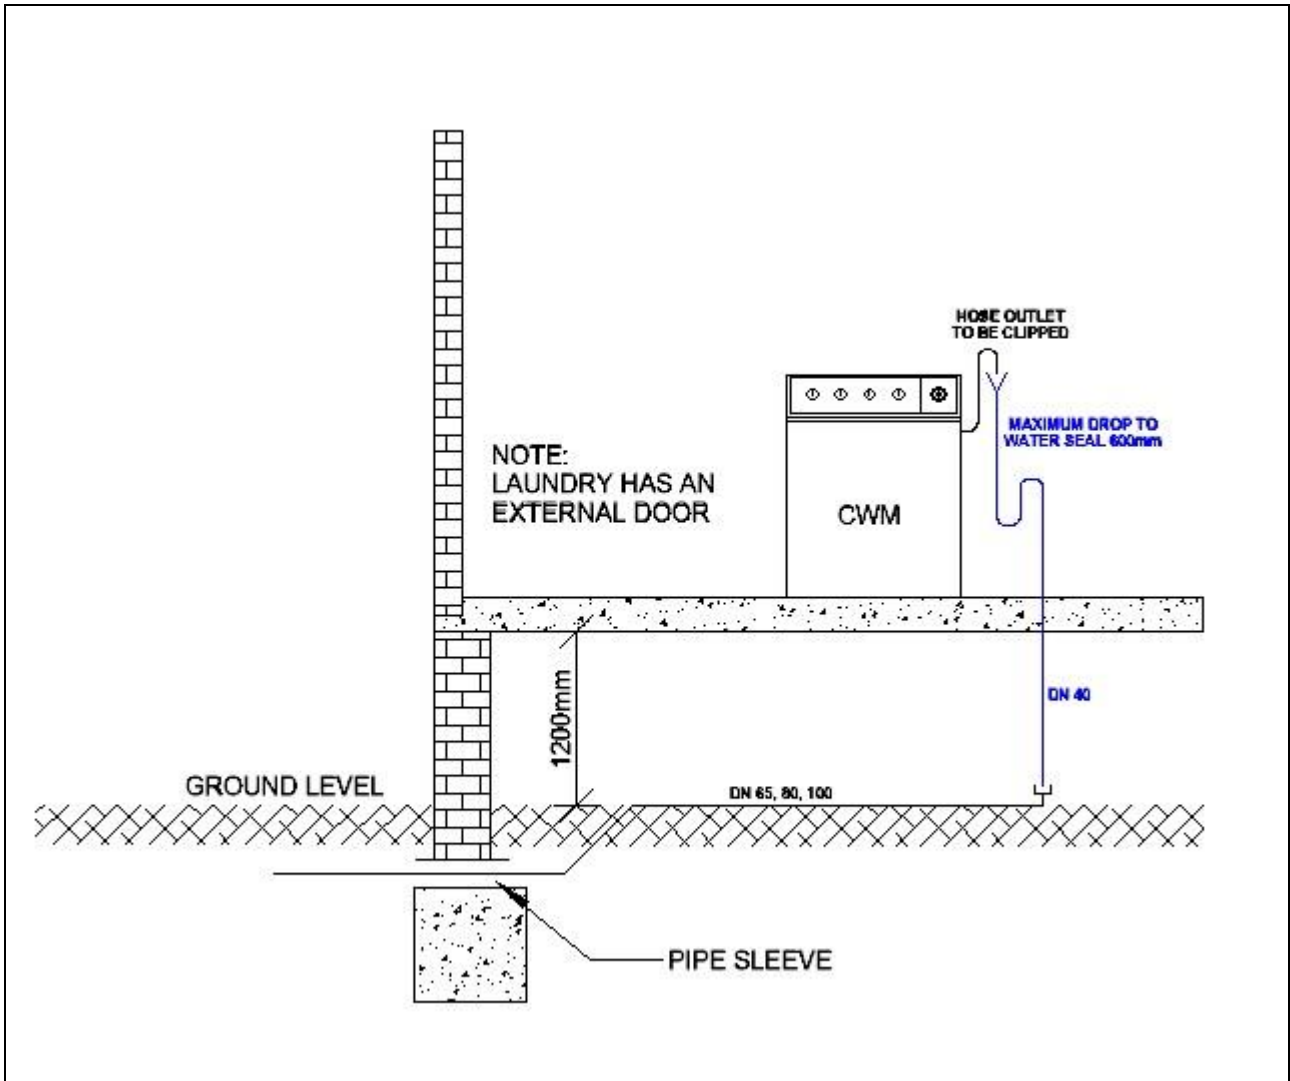 HOSE OUTLET
TO BE CLIPPED
MAXIMUM DROP TO
WATER SEAL 600mm
NOTE:
LAUNDRY HAS AN
EXTERNAL DOOR
CWM
1200mm
DN 40
GROUND LEVEL
DN 65, 80, 100
PIPE SLEEVE